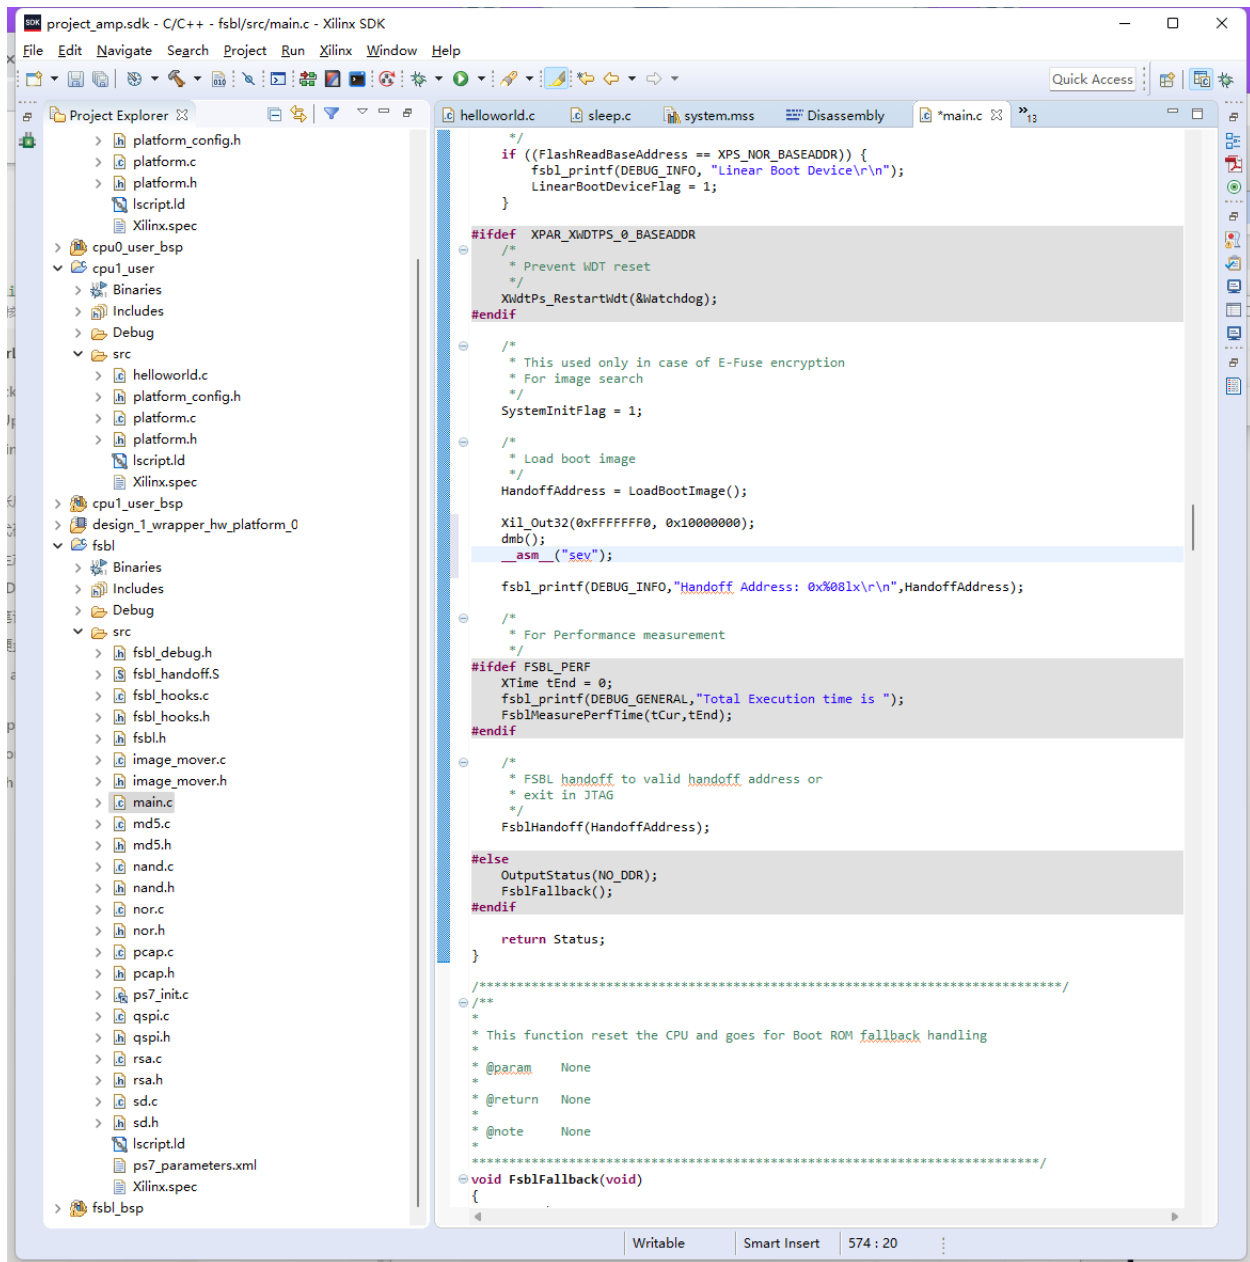 project_amp.sdk - C/C++ - fsbl/src/main.c - Xilinx SDK
File Edit Navigate Search Project Run Xilinx Window Help
Quick Access
Project Explorer
helloworld.c sleep.c system.mss Disassembly *main.c »13
platform_config.h
platform.c
platform.h
lscript.ld
Xilinx.spec
cpu0_user_bsp
cpu1_user
Binaries
Includes
Debug
src
helloworld.c
platform_config.h
platform.c
platform.h
lscript.ld
Xilinx.spec
cpu1_user_bsp
design_1_wrapper_hw_platform_0
fsbl
Binaries
Includes
Debug
src
fsbl_debug.h
fsbl_handoff.S
fsbl_hooks.c
fsbl_hooks.h
fsbl.h
image_mover.c
image_mover.h
main.c
md5.c
md5.h
nand.c
nand.h
nor.c
nor.h
pcap.c
pcap.h
ps7_init.c
qspi.c
qspi.h
rsa.c
rsa.h
sd.c
sd.h
lscript.ld
ps7_parameters.xml
Xilinx.spec
fsbl_bsp
*/
if ((FlashReadBaseAddress == XPS_NOR_BASEADDR)) {
fsbl_printf(DEBUG_INFO, "Linear Boot Device\r\n");
LinearBootDeviceFlag = 1;
}
#ifdef XPAR_XWDTPS_0_BASEADDR
/*
* Prevent WDT reset
*/
XWdtPs_RestartWdt(&Watchdog);
#endif
/*
* This used only in case of E-Fuse encryption
* For image search
*/
SystemInitFlag = 1;
/*
* Load boot image
*/
HandoffAddress = LoadBootImage();
Xil_Out32(0xFFFFFFF0, 0x10000000);
dmb();
__asm__("sev");
fsbl_printf(DEBUG_INFO,"Handoff Address: 0x%08lx\r\n",HandoffAddress);
/*
* For Performance measurement
*/
#ifdef FSBL_PERF
XTime tEnd = 0;
fsbl_printf(DEBUG_GENERAL,"Total Execution time is ");
FsblMeasurePerfTime(tCur,tEnd);
#endif
/*
* FSBL handoff to valid handoff address or
* exit in JTAG
*/
FsblHandoff(HandoffAddress);
#else
OutputStatus(NO_DDR);
FsblFallback();
#endif
return Status;
}
/******************************************************************************/
/**
*
* This function reset the CPU and goes for Boot ROM fallback handling
*
* @param None
*
* @return None
*
* @note None
*
****************************************************************************/
void FsblFallback(void)
{
Writable Smart Insert 574 : 20